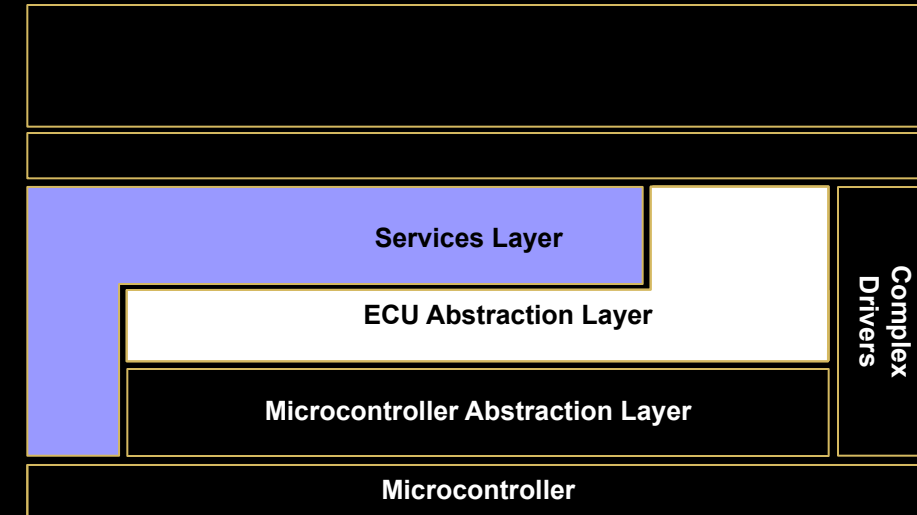 Services Layer
ECU Abstraction Layer
Complex
Drivers
Microcontroller Abstraction Layer
Microcontroller